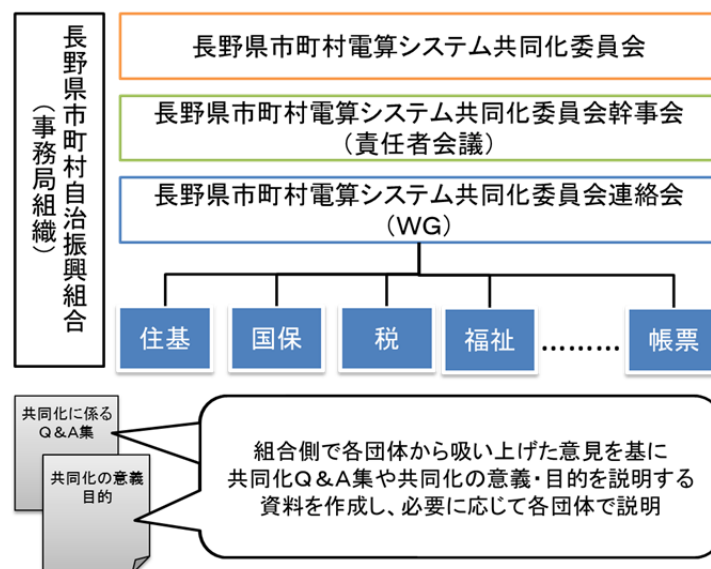 長野県市町村自治振興組合
（事務局組織）
長野県市町村電算システム共同化委員会
長野県市町村電算システム共同化委員会幹事会
（責任者会議）
長野県市町村電算システム共同化委員会連絡会
（WG）
住基
国保
税
福祉
………
帳票
共同化に係る
Q&A集
共同化の意義
目的
組合側で各団体から吸い上げた意見を基に
共同化Q&A集や共同化の意義・目的を説明する
資料を作成し、必要に応じて各団体で説明